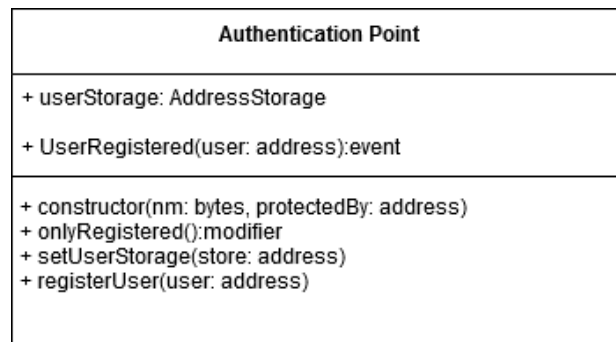 Authentication Point
+ userStorage: AddressStorage
+ UserRegistered(user: address):event
+ constructor(nm: bytes, protectedBy: address)
+ onlyRegistered():modifier
+ setUserStorage(store: address)
+ registerUser(user: address)